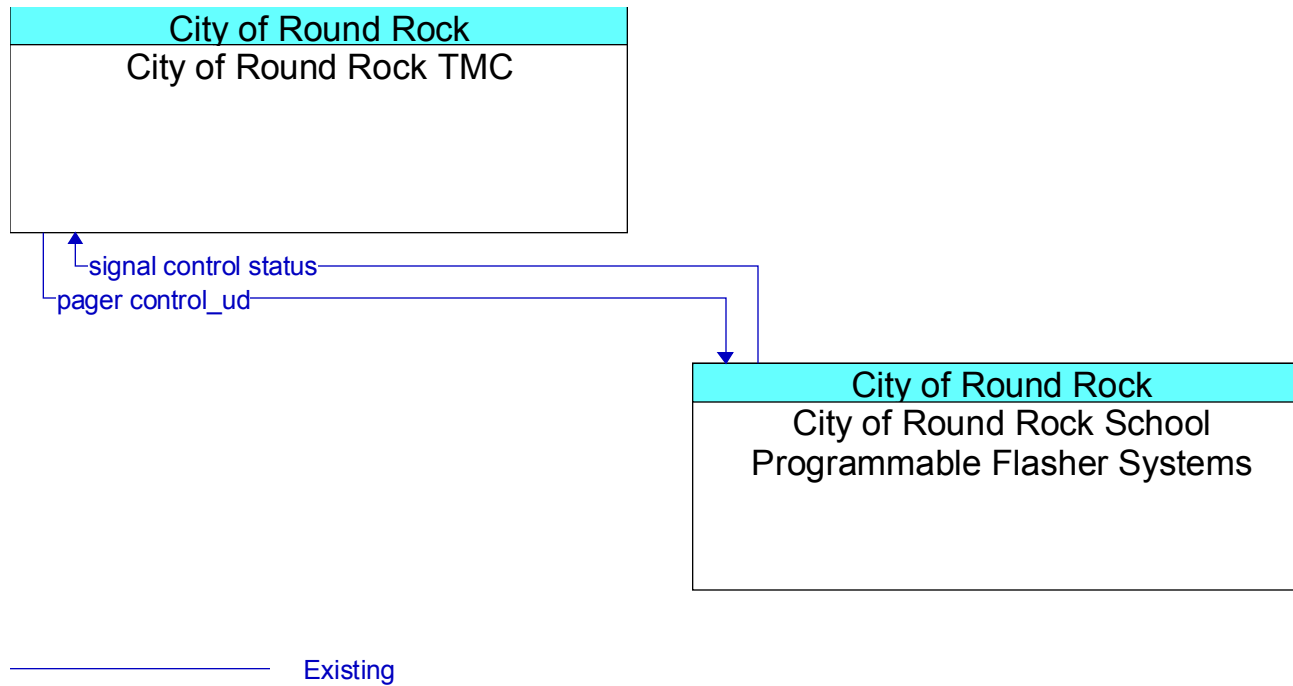 City of Round Rock
City of Round Rock TMC
signal control status
pager control_ud
City of Round Rock
City of Round Rock School
Programmable Flasher Systems
Existing